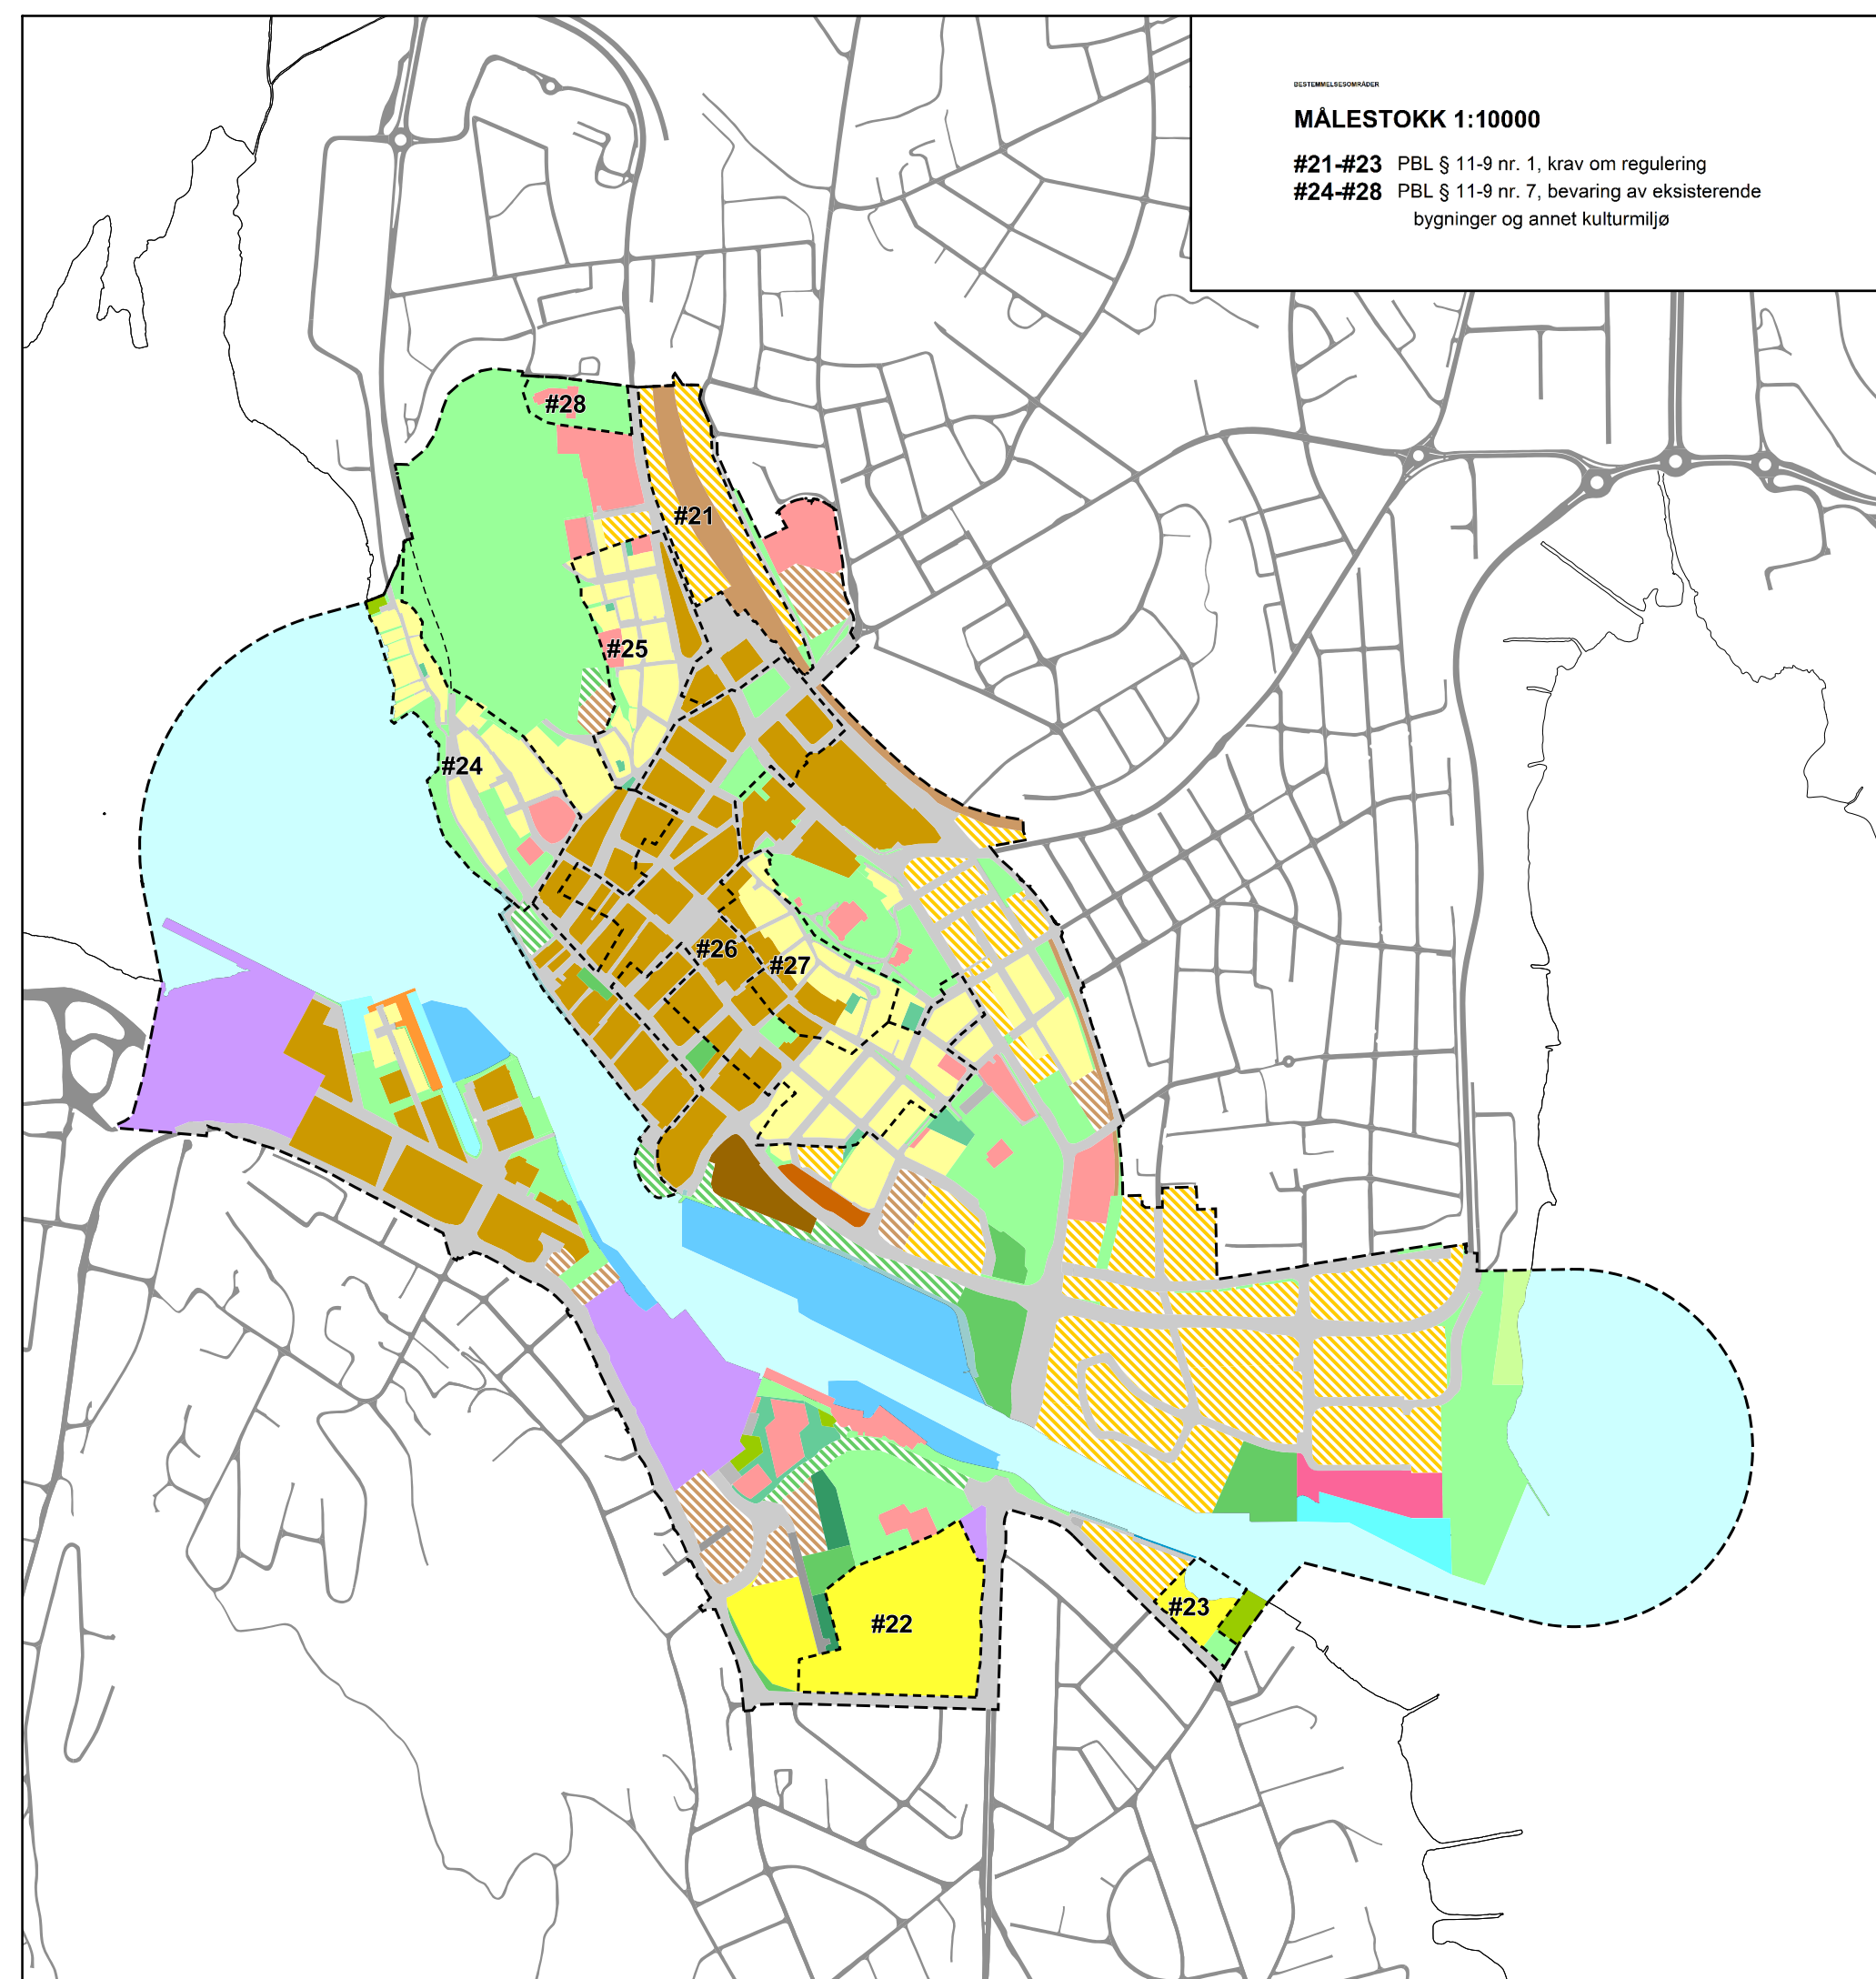 BESTEMMELSESOMRÅDER
MÅLESTOKK 1:10000
#21-#23 PBL § 11-9 nr. 1, krav om regulering
#24-#28 PBL § 11-9 nr. 7, bevaring av eksisterende
bygninger og annet kulturmiljø
#28
#21
#25
#24
#26
#27
#23
#22